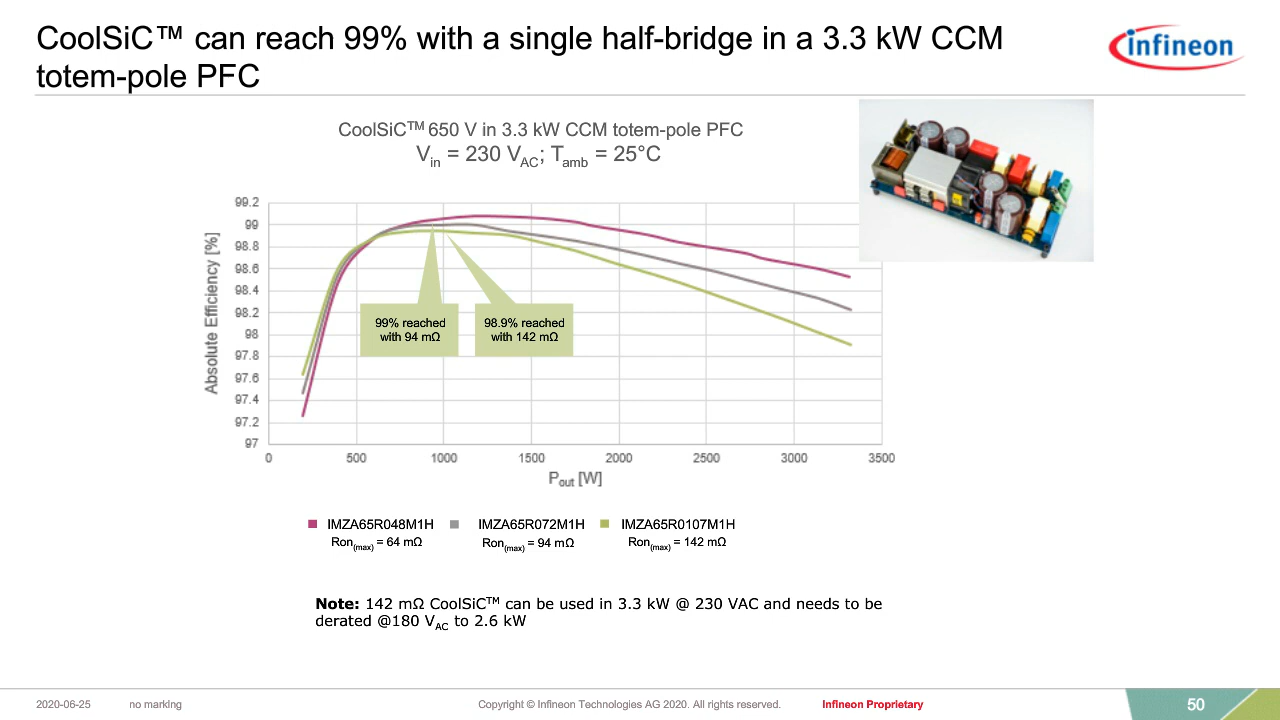 CoolSiC™ can reach 99% with a single half-bridge in a 3.3 kW CCM
totem-pole PFC
infineon
CoolSiC™ 650 V in 3.3 kW CCM totem-pole PFC
Vin = 230 VAC; Tamb = 25°C
Absolute Efficiency [%]
99.2
99
98.8
98.6
98.4
98.2
98
97.8
97.6
97.4
97.2
97
99% reached
with 94 mΩ
98.9% reached
with 142 mΩ
0 500 1000 1500 2000 2500 3000 3500
Pout [W]
IMZA65R048M1H IMZA65R072M1H IMZA65R0107M1H
Ron(max) = 64 mΩ Ron(max) = 94 mΩ Ron(max) = 142 mΩ
Note: 142 mΩ CoolSiC™ can be used in 3.3 kW @ 230 VAC and needs to be
derated @180 VAC to 2.6 kW
2020-06-25 no marking Copyright © Infineon Technologies AG 2020. All rights reserved. Infineon Proprietary 50